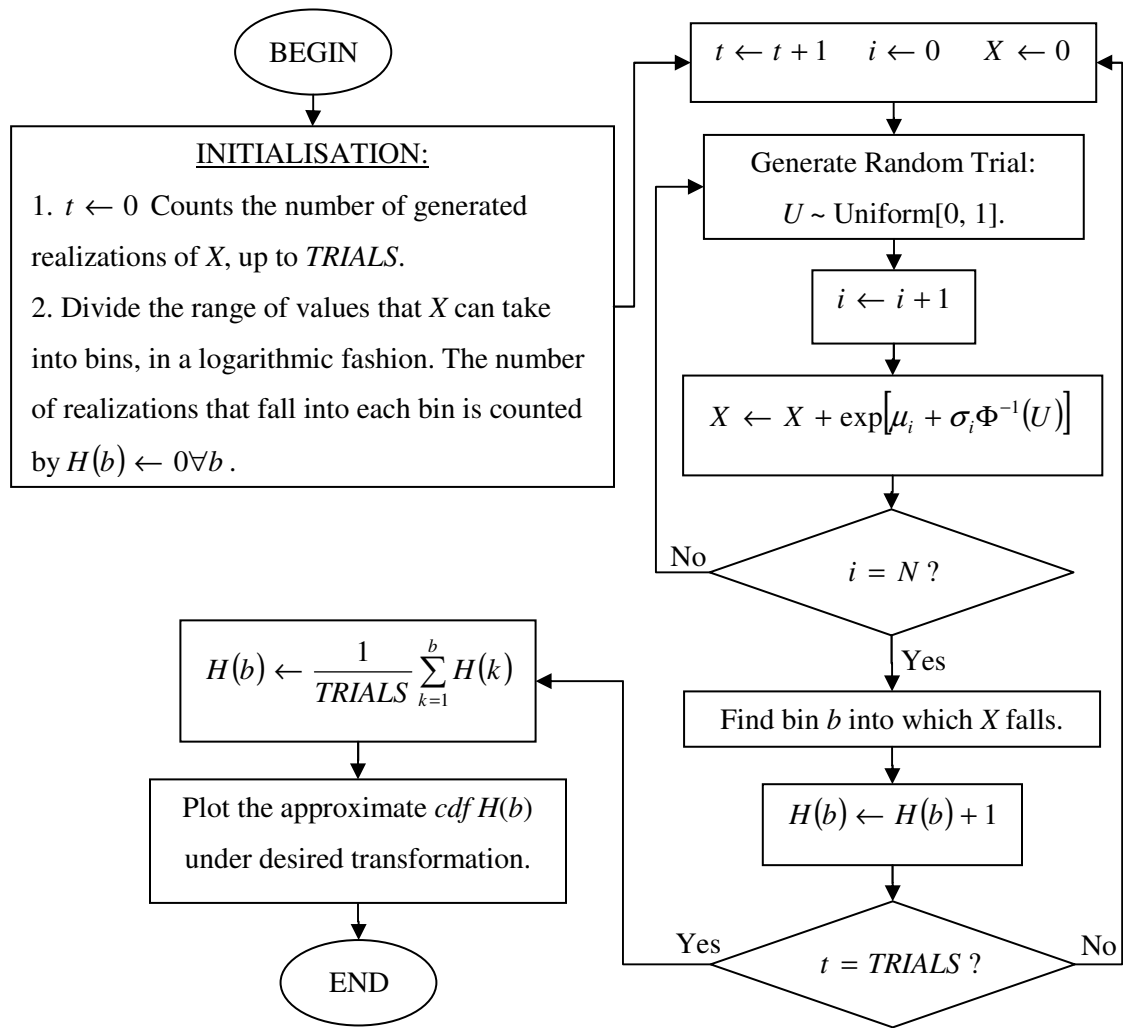 BEGIN
INITIALISATION:
1. t ← 0 Counts the number of generated
realizations of X, up to TRIALS.
2. Divide the range of values that X can take
into bins, in a logarithmic fashion. The number
of realizations that fall into each bin is counted
by H(b) ← 0∀b .
t ← t + 1 i ← 0 X ← 0
Generate Random Trial:
U ~ Uniform[0, 1].
i ← i + 1
X ← X + exp[μ_i + σ_i Φ⁻¹(U)]
No
i = N ?
Yes
Find bin b into which X falls.
H(b) ← H(b) + 1
t = TRIALS ?
No
Yes
H(b) ← \frac{1}{TRIALS} \sum_{k=1}^{b} H(k)
Plot the approximate cdf H(b)
under desired transformation.
END